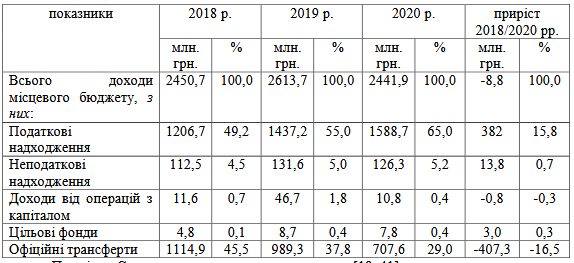 показники 2018 р. 2019 р. 2020 р. приріст
2018/2020 рр.
млн. % млн. % млн. % млн. %
грн. грн. грн. грн.
Всього доходи 2450,7 100,0 2613,7 100,0 2441,9 100,0 -8,8 100,0
місцевого бюджету, з
них:
Податкові 1206,7 49,2 1437,2 55,0 1588,7 65,0 382 15,8
надходження
Неподаткові 112,5 4,5 131,6 5,0 126,3 5,2 13,8 0,7
надходження
Доходи від операцій з 11,6 0,7 46,7 1,8 10,8 0,4 -0,8 -0,3
капіталом
Цільові фонди 4,8 0,1 8,7 0,4 7,8 0,4 3,0 0,3
Офіційні трансферти 1114,9 45,5 989,3 37,8 707,6 29,0 -407,3 -16,5